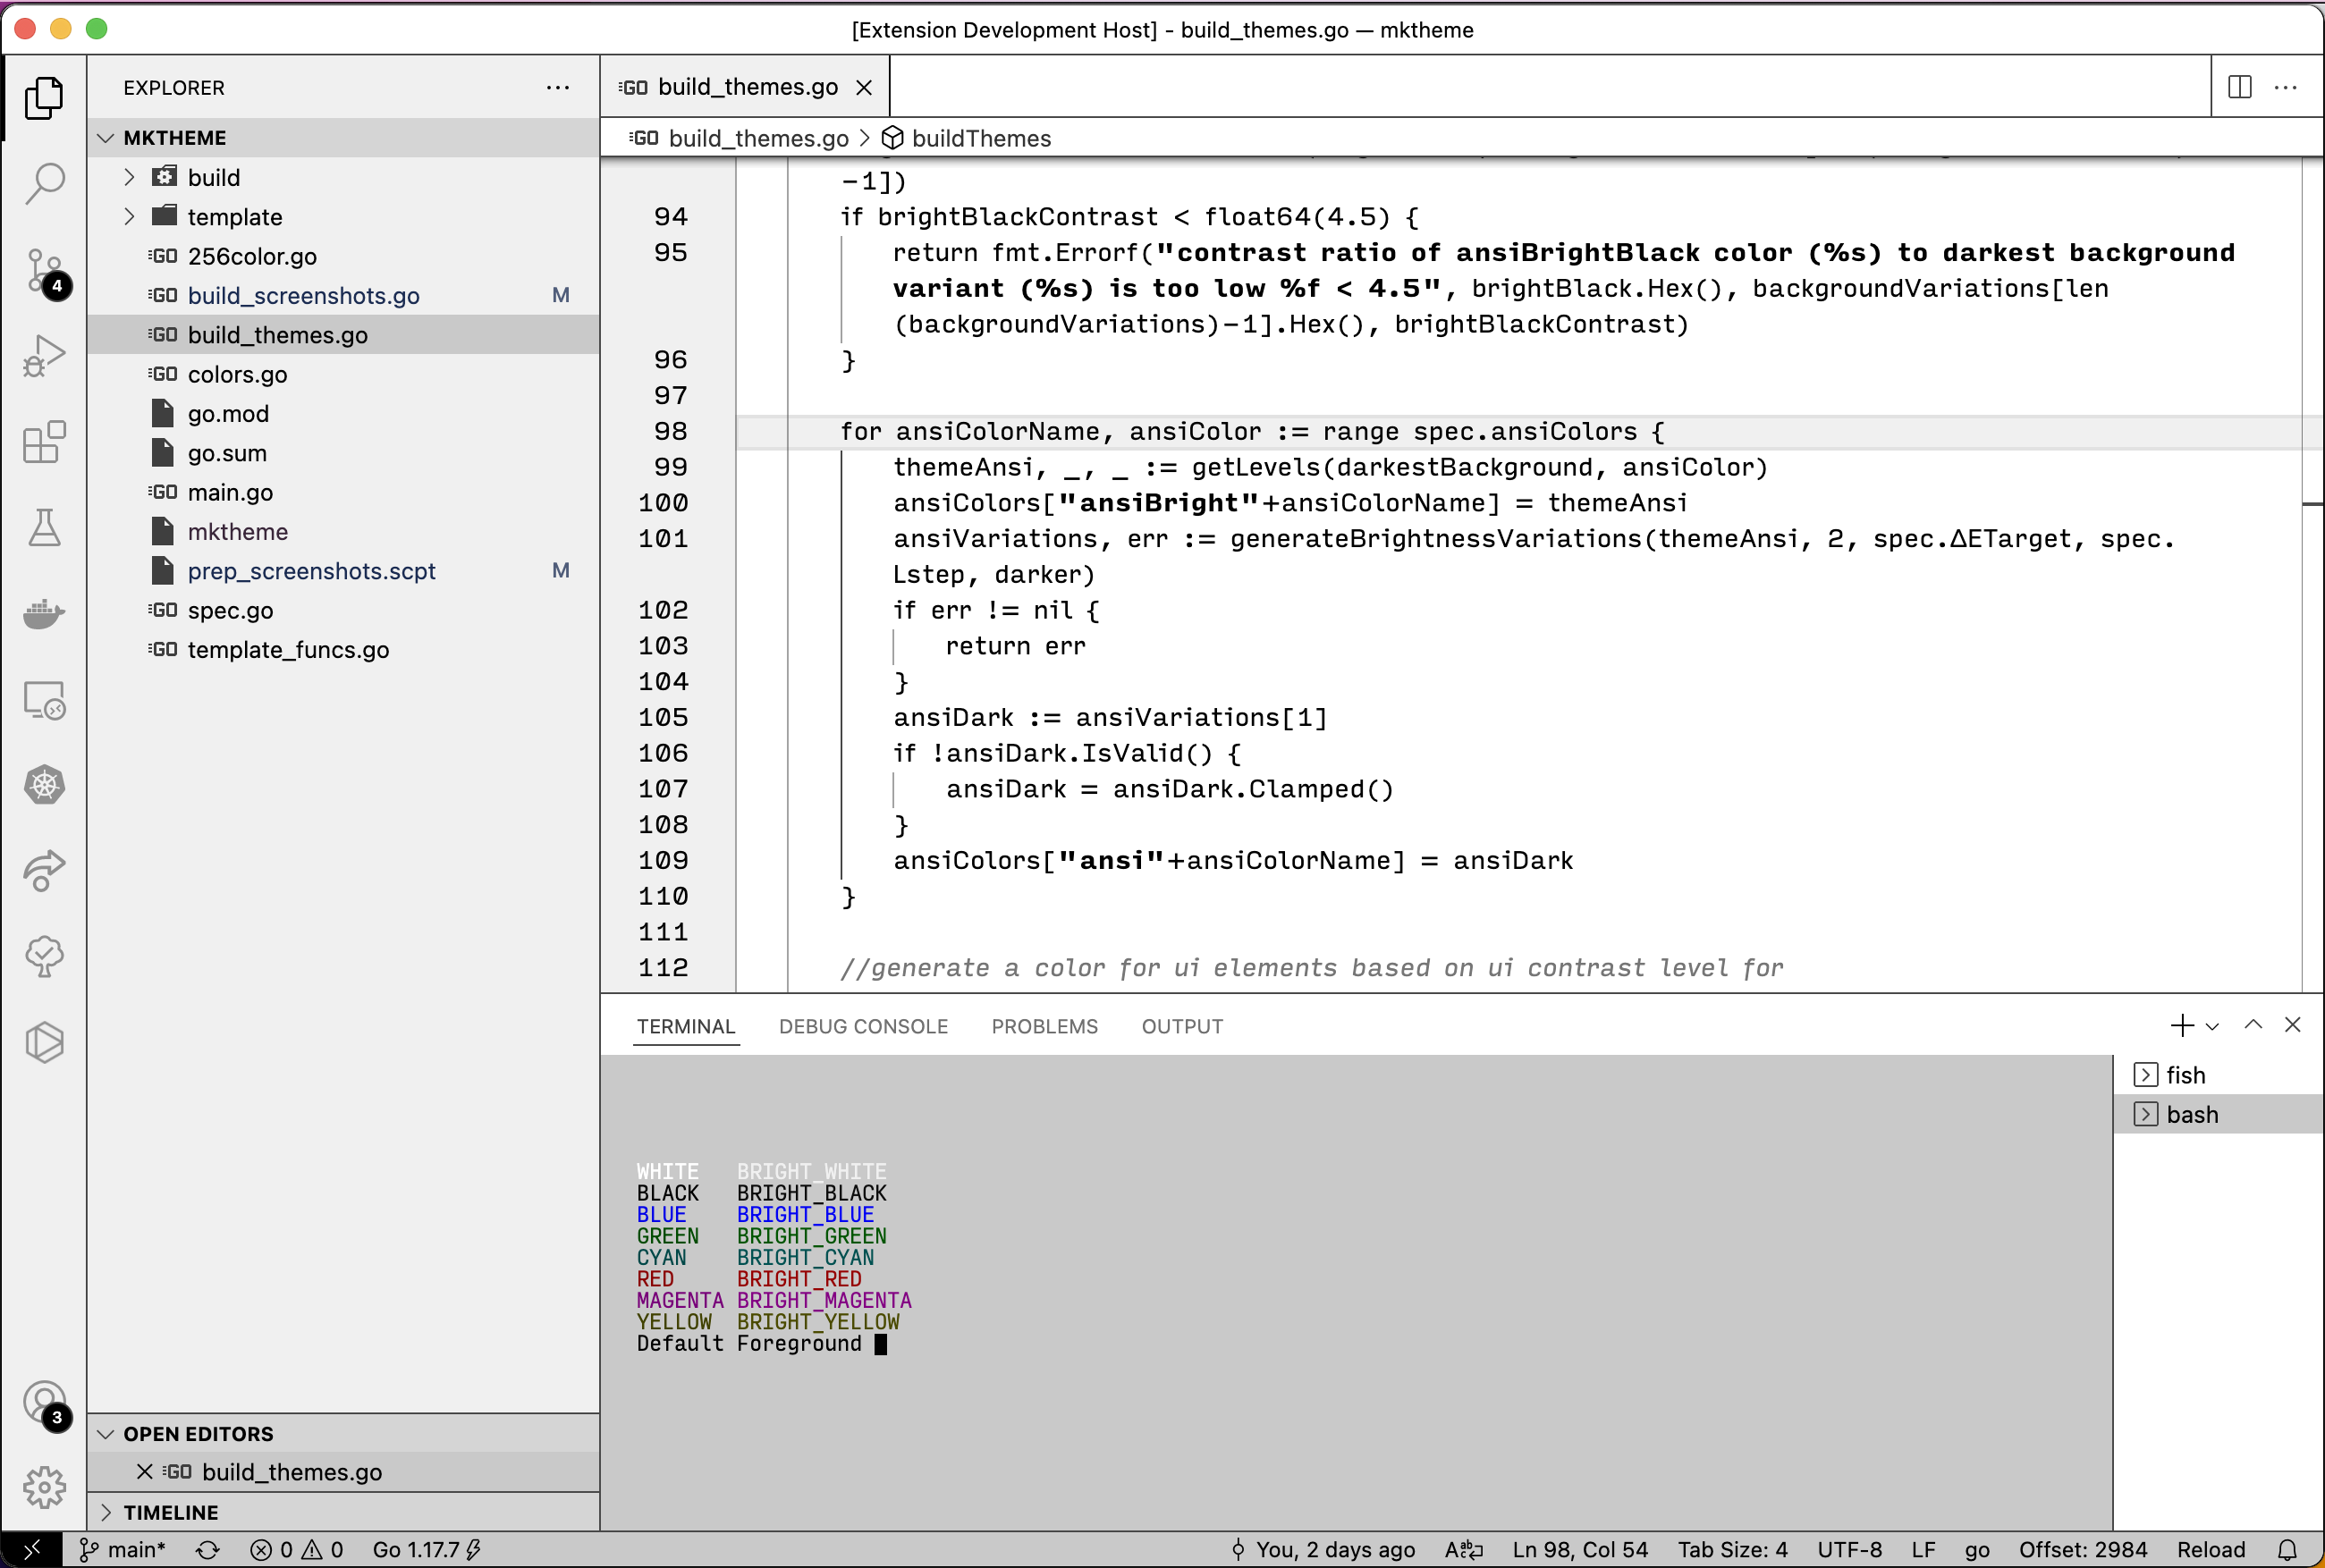 [Extension Development Host] - build_themes.go — mktheme
EXPLORER
MKTHEME
build
template
GO 256color.go
GO build_screenshots.go M
GO build_themes.go
GO colors.go
go.mod
go.sum
GO main.go
mktheme
prep_screenshots.scpt M
GO spec.go
GO template_funcs.go
4
3
OPEN EDITORS
GO build_themes.go
TIMELINE
GO build_themes.go
GO build_themes.go > buildThemes
-1])
94 if brightBlackContrast < float64(4.5) {
95 return fmt.Errorf("contrast ratio of ansiBrightBlack color (%s) to darkest background
variant (%s) is too low %f < 4.5", brightBlack.Hex(), backgroundVariations[len
(backgroundVariations)-1].Hex(), brightBlackContrast)
96 }
97
98 for ansiColorName, ansiColor := range spec.ansiColors {
99 themeAnsi, _, _ := getLevels(darkestBackground, ansiColor)
100 ansiColors["ansiBright"+ansiColorName] = themeAnsi
101 ansiVariations, err := generateBrightnessVariations(themeAnsi, 2, spec.ΔETarget, spec.
Lstep, darker)
102 if err != nil {
103 return err
104 }
105 ansiDark := ansiVariations[1]
106 if !ansiDark.IsValid() {
107 ansiDark = ansiDark.Clamped()
108 }
109 ansiColors["ansi"+ansiColorName] = ansiDark
110 }
111
112 //generate a color for ui elements based on ui contrast level for
TERMINAL DEBUG CONSOLE PROBLEMS OUTPUT
WHITE BRIGHT_WHITE
BLACK BRIGHT_BLACK
BLUE BRIGHT_BLUE
GREEN BRIGHT_GREEN
CYAN BRIGHT_CYAN
RED BRIGHT_RED
MAGENTA BRIGHT_MAGENTA
YELLOW BRIGHT_YELLOW
Default Foreground
fish
bash
main* 0 0 Go 1.17.7 You, 2 days ago Ln 98, Col 54 Tab Size: 4 UTF-8 LF go Offset: 2984 Reload